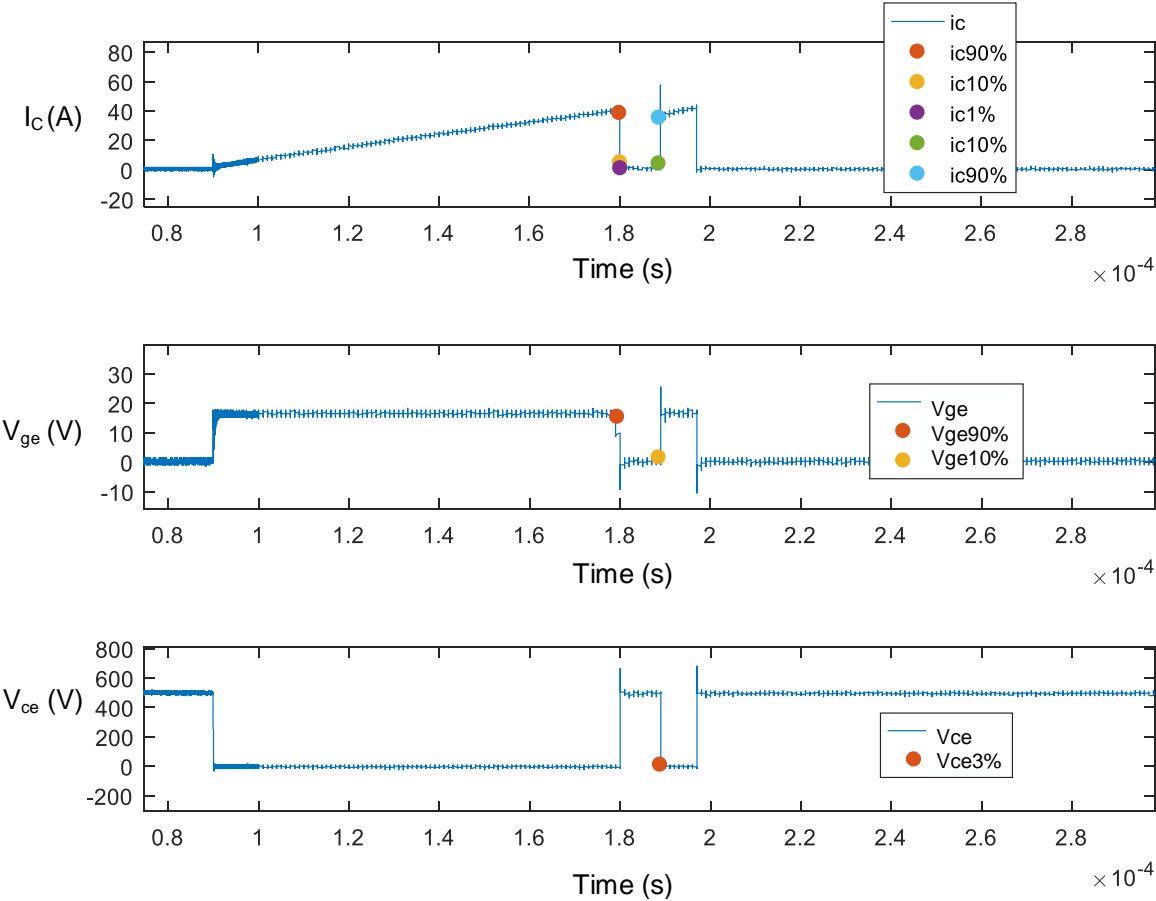 ic
ic90%
ic10%
ic1%
ic10%
ic90%
80
60
40
20
0
-20
I_C (A)
0.8 1 1.2 1.4 1.6 1.8 2 2.2 2.4 2.6 2.8
Time (s)
×10^-4
30
20
10
0
-10
V_ge (V)
Vge
Vge90%
Vge10%
0.8 1 1.2 1.4 1.6 1.8 2 2.2 2.4 2.6 2.8
Time (s)
×10^-4
800
600
400
200
0
-200
V_ce (V)
Vce
Vce3%
0.8 1 1.2 1.4 1.6 1.8 2 2.2 2.4 2.6 2.8
Time (s)
×10^-4